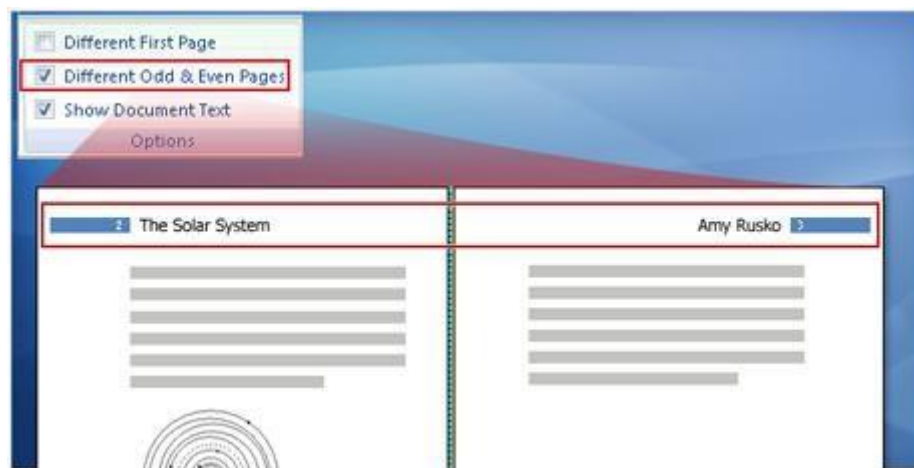 Different First Page
Different Odd & Even Pages
Show Document Text
Options
2 The Solar System
Amy Rusko 3